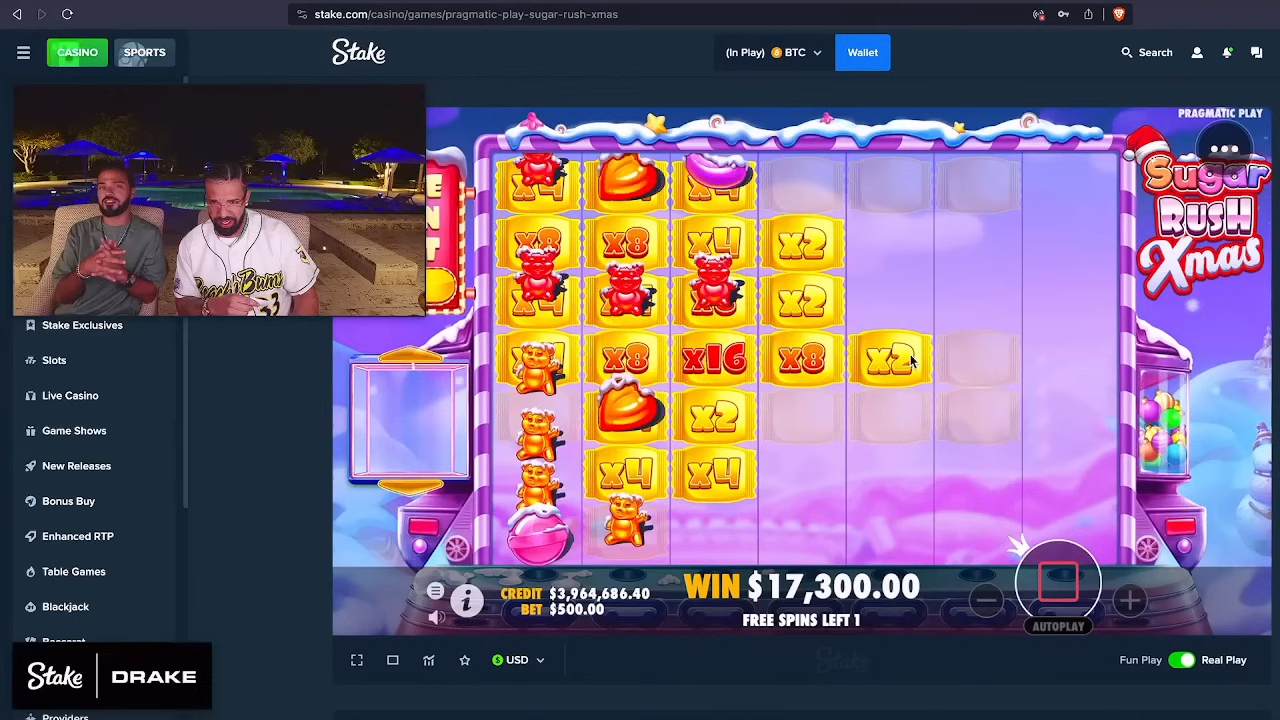 stake.com/casino/games/pragmatic-play-sugar-rush-xmas
CASINO
SPORTS
Stake
(In Play) BTC
Wallet
Search
PRAGMATIC PLAY
Sugar
RUSH
Xmas
x8 x8 x4 x2
x2
x8 x16 x8 x2
x2
x4 x4
Stake Exclusives
Slots
Live Casino
Game Shows
New Releases
Bonus Buy
Enhanced RTP
Table Games
Blackjack
Baccarat
Providers
Stake DRAKE
CREDIT $3,964,686.40
BET $500.00
WIN $17,300.00
FREE SPINS LEFT 1
AUTOPLAY
USD
Stake
Fun Play
Real Play